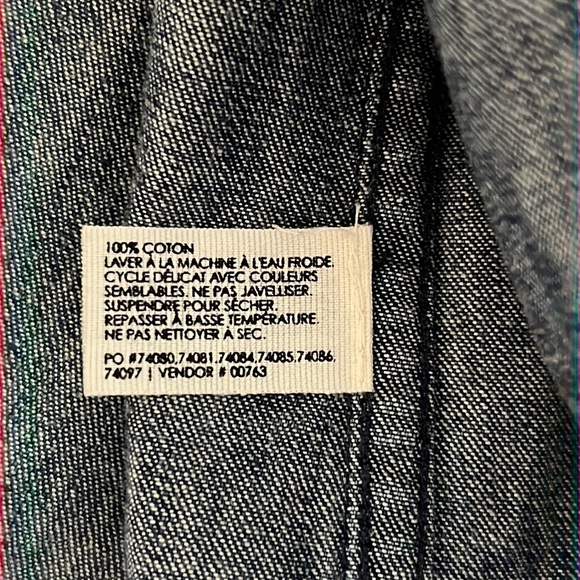 100% COTON
LAVER À LA MACHINE À L'EAU FROIDE.
CYCLE DÉLICAT AVEC COULEURS
SEMBLABLES. NE PAS JAVELLISER.
SUSPENDRE POUR SÉCHER.
REPASSER À BASSE TEMPÉRATURE.
NE PAS NETTOYER À SEC.
PO #74080,74081,74084,74085,74086,
74097 | VENDOR # 00763